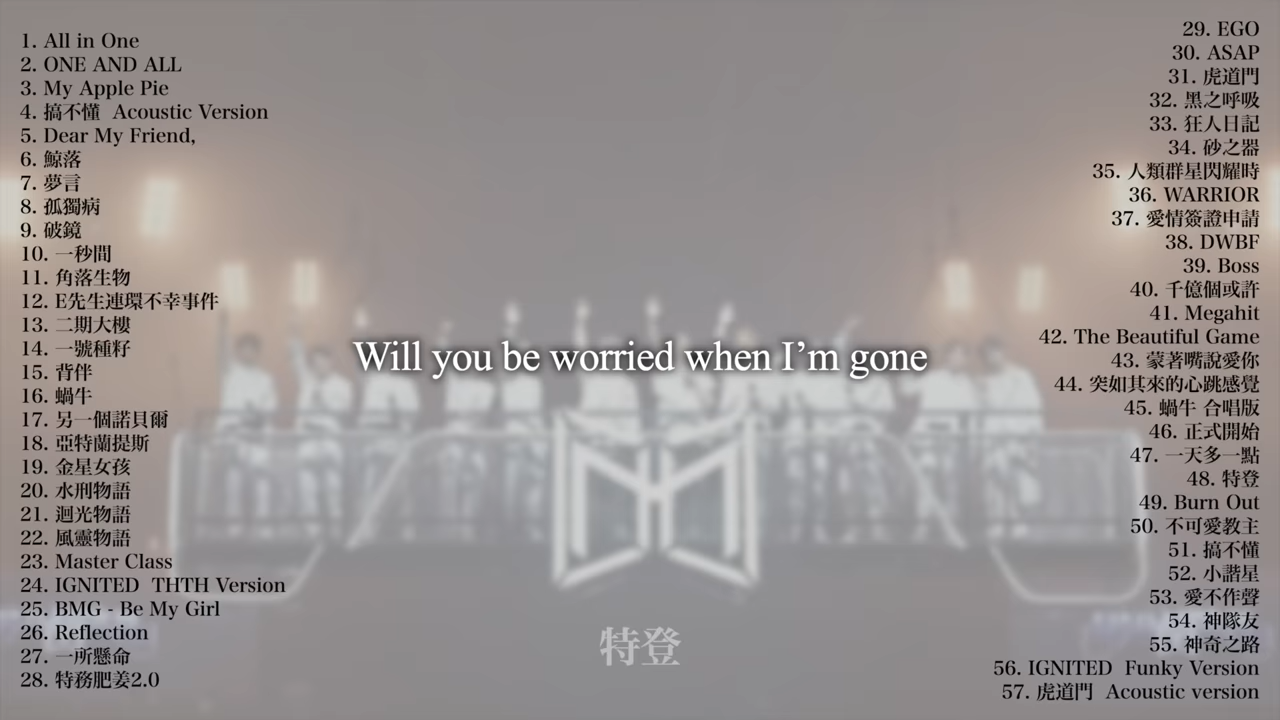 1. All in One
2. ONE AND ALL
3. My Apple Pie
4. 搞不懂 Acoustic Version
5. Dear My Friend,
6. 鯨落
7. 夢言
8. 孤獨病
9. 破鏡
10. 一秒間
11. 角落生物
12. E先生連環不幸事件
13. 二期大樓
14. 一號種籽
15. 背伴
16. 蝸牛
17. 另一個諾貝爾
18. 亞特蘭提斯
19. 金星女孩
20. 水刑物語
21. 迴光物語
22. 風靈物語
23. Master Class
24. IGNITED THTH Version
25. BMG - Be My Girl
26. Reflection
27. 一所懸命
28. 特務肥姜2.0
Will you be worried when I'm gone
特登
29. EGO
30. ASAP
31. 虎道門
32. 黑之呼吸
33. 狂人日記
34. 砂之器
35. 人類群星閃耀時
36. WARRIOR
37. 愛情簽證申請
38. DWBF
39. Boss
40. 千億個或許
41. Megahit
42. The Beautiful Game
43. 蒙著嘴說愛你
44. 突如其來的心跳感覺
45. 蝸牛 合唱版
46. 正式開始
47. 一天多一點
48. 特登
49. Burn Out
50. 不可愛教主
51. 搞不懂
52. 小諧星
53. 愛不作聲
54. 神隊友
55. 神奇之路
56. IGNITED Funky Version
57. 虎道門 Acoustic version